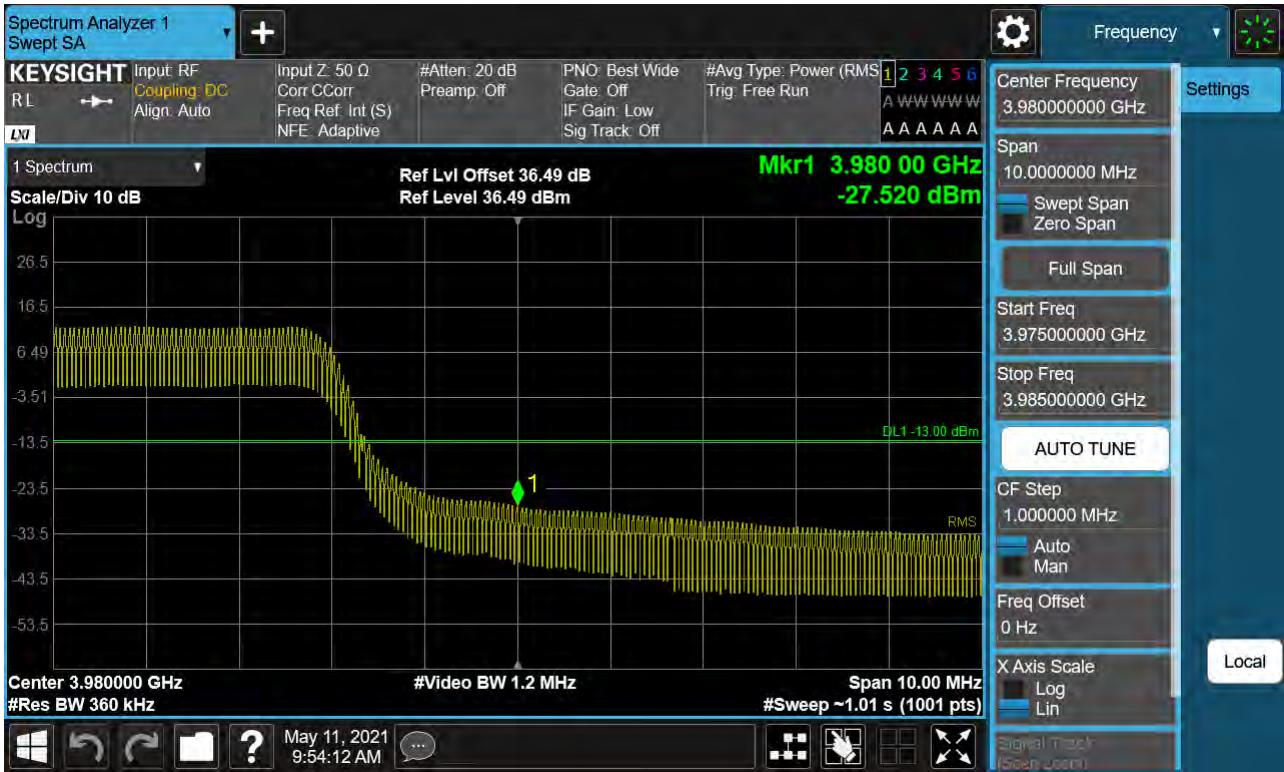 Spectrum Analyzer 1
Swept SA
Frequency
KEYSIGHT
R L
LXI
Input: RF
Coupling: DC
Align: Auto
Input Z: 50 Ω
Corr CCorr
Freq Ref: Int (S)
NFE: Adaptive
#Atten: 20 dB
Preamp: Off
PNO: Best Wide
Gate: Off
IF Gain: Low
Sig Track: Off
#Avg Type: Power (RMS
Trig: Free Run
1 2 3 4 5 6
A W W W W W
A A A A A A
1 Spectrum
Scale/Div 10 dB
Log
Ref Lvl Offset 36.49 dB
Ref Level 36.49 dBm
Mkr1 3.980 00 GHz
-27.520 dBm
26.5
16.5
6.49
-3.51
-13.5
-23.5
-33.5
-43.5
-53.5
DL1 -13.00 dBm
1
RMS
Center 3.980000 GHz
#Res BW 360 kHz
#Video BW 1.2 MHz
Span 10.00 MHz
#Sweep ~1.01 s (1001 pts)
Center Frequency
3.980000000 GHz
Settings
Span
10.0000000 MHz
Swept Span
Zero Span
Full Span
Start Freq
3.975000000 GHz
Stop Freq
3.985000000 GHz
AUTO TUNE
CF Step
1.000000 MHz
Auto
Man
Freq Offset
0 Hz
X Axis Scale
Log
Lin
Signal Track
(Span Zoom)
Local
?
May 11, 2021
9:54:12 AM